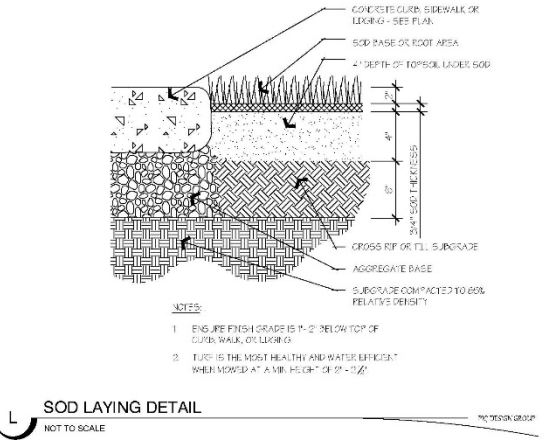 CONCRETE CURB, SIDEWALK OR
EDGING - SEE PLAN
SOD BASE OR ROOT AREA
4" DEPTH OF TOPSOIL UNDER SOD
2"
4"
6"
3/4" SOD THICKNESS
CROSS RIP OR TILL SUBGRADE
AGGREGATE BASE
SUBGRADE COMPACTED TO
RELATIVE DENSITY
NOTES:
1 ENSURE FINISH GRADE IS 1"- 2" BELOW TOP OF
CURB, WALK, OR EDGING.
2 TURF IS THE MOST HEALTHY AND WATER EFFICIENT
WHEN MOWED AT A MIN HEIGHT OF 2" - 2½".
L
SOD LAYING DETAIL
NOT TO SCALE
DESIGN GROUP